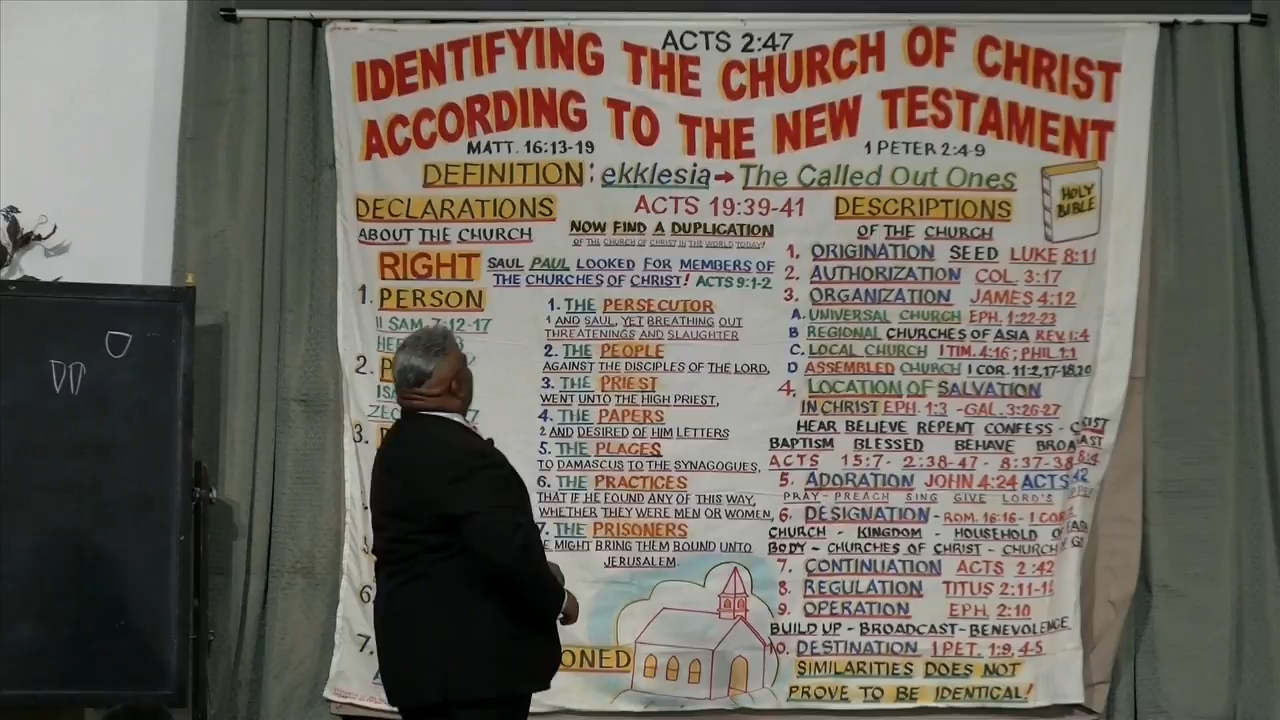 ACTS 2:47
IDENTIFYING THE CHURCH OF CHRIST
ACCORDING TO THE NEW TESTAMENT
MATT. 16:13-19
1 PETER 2:4-9
DEFINITION: ekklesia → The Called Out Ones
HOLY BIBLE
ACTS 19:39-41
DECLARATIONS
ABOUT THE CHURCH
RIGHT
1. PERSON
II SAM. 7:12-17
2.
3.
6
7.
ONED
NOW FIND A DUPLICATION
OF THE CHURCH OF CHRIST IN THE WORLD TODAY!
SAUL PAUL LOOKED FOR MEMBERS OF
THE CHURCHES OF CHRIST! ACTS 9:1-2
1. THE PERSECUTOR
1 AND SAUL, YET BREATHING OUT
THREATENINGS AND SLAUGHTER
2. THE PEOPLE
AGAINST THE DISCIPLES OF THE LORD,
3. THE PRIEST
WENT UNTO THE HIGH PRIEST,
4. THE PAPERS
2 AND DESIRED OF HIM LETTERS
5. THE PLACES
TO DAMASCUS TO THE SYNAGOGUES,
6. THE PRACTICES
THAT IF HE FOUND ANY OF THIS WAY,
WHETHER THEY WERE MEN OR WOMEN,
7. THE PRISONERS
E MIGHT BRING THEM BOUND UNTO
JERUSALEM.
DESCRIPTIONS
OF THE CHURCH
1. ORIGINATION SEED LUKE 8:11
2. AUTHORIZATION COL. 3:17
3. ORGANIZATION JAMES 4:12
A. UNIVERSAL CHURCH EPH. 1:22-23
B REGIONAL CHURCHES OF ASIA REV. 1:4
C. LOCAL CHURCH 1 TIM. 4:16; PHIL. 1:1
D ASSEMBLED CHURCH I COR. 11:2,17-18,20
4. LOCATION OF SALVATION
IN CHRIST EPH. 1:3 - GAL. 3:26-27
HEAR BELIEVE REPENT CONFESS -
BAPTISM BLESSED BEHAVE
ACTS 15:7- 2:38-47 - 8:37-38
5. ADORATION JOHN 4:24 ACTS
PRAY - PREACH SING GIVE LORD'S
6. DESIGNATION - ROM. 16:16 - 1 COR
CHURCH - KINGDOM - HOUSEHOLD OF
BODY - CHURCHES OF CHRIST - CHURCH
7. CONTINUATION ACTS 2:42
8. REGULATION TITUS 2:11-1
9. OPERATION EPH. 2:10
BUILD UP - BROADCAST - BENEVOLENCE
10. DESTINATION 1 PET. 1:9, 4-5
SIMILARITIES DOES NOT
PROVE TO BE IDENTICAL!